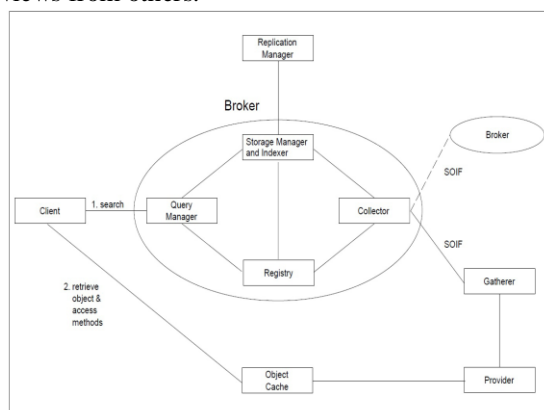 views from others.
Replication
Manager
Broker
Storage Manager
and Indexer
Broker
SOIF
Client
1. search
Query
Manager
Collector
SOIF
Registry
Gatherer
2. retrieve
object &
access
methods
Object
Cache
Provider